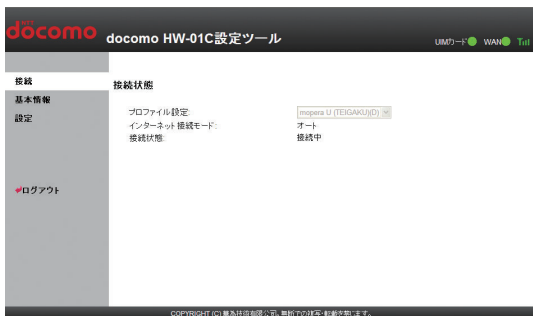 döcomo docomo HW-01C設定ツール
UIMカード WAN
接続
基本情報
設定
ログアウト
接続状態
プロファイル設定: mopera U (TEIGAKU)(D)
インターネット接続モード: オート
接続状態: 接続中
COPYRIGHT (C) 華為技術有限公司. 無断での複写・転載を禁じます。